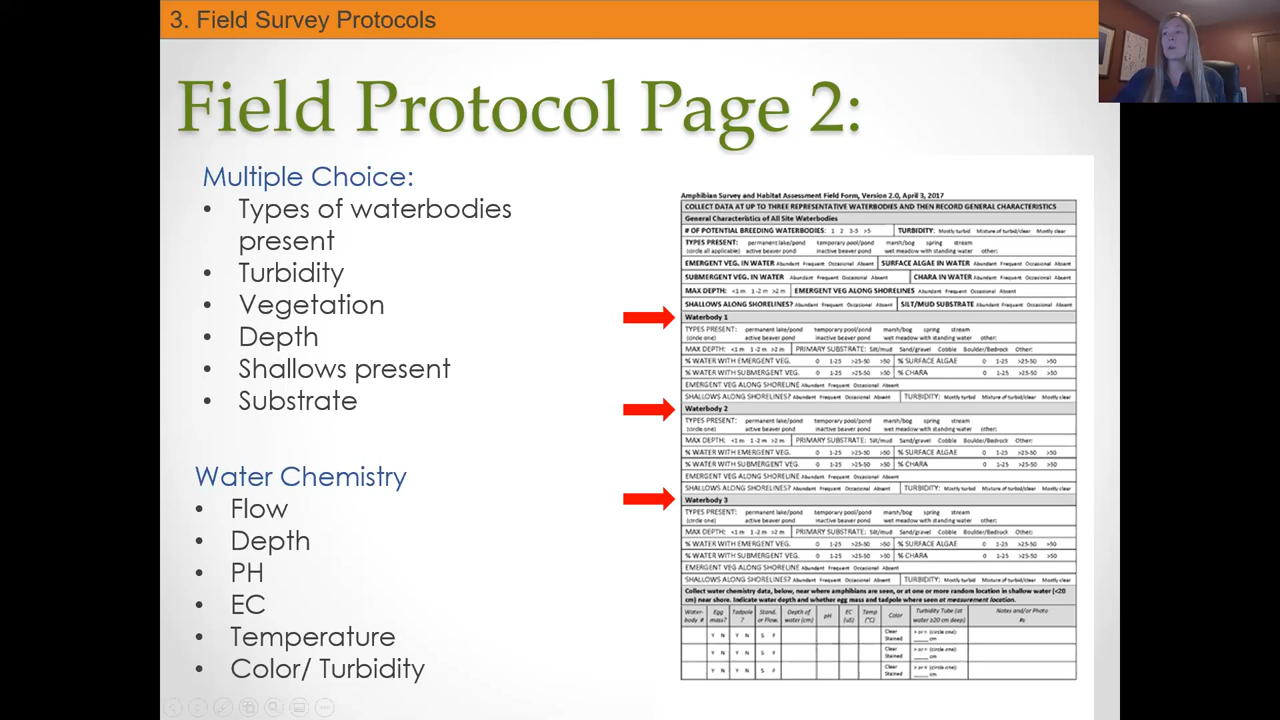 3. Field Survey Protocols
Field Protocol Page 2:
Multiple Choice:
• Types of waterbodies
present
• Turbidity
• Vegetation
• Depth
• Shallows present
• Substrate
Water Chemistry
• Flow
• Depth
• PH
• EC
• Temperature
• Color/ Turbidity
Amphibian Survey and Habitat Assessment Field Form, Version 2.0, April 3, 2017
COLLECT DATA AT UP TO THREE REPRESENTATIVE WATERBODIES AND THEN RECORD GENERAL CHARACTERISTICS
General Characteristics of All Site Waterbodies
# OF POTENTIAL BREEDING WATERBODIES: 1 2 3-5 >5 TURBIDITY: Mostly turbid Mixture of turbid/clear Mostly clear
TYPES PRESENT: permanent lake/pond temporary pool/pond marsh/bog spring stream
(circle all applicable) active beaver pond inactive beaver pond wet meadow with standing water other:
EMERGENT VEG. IN WATER Abundant Frequent Occasional Absent SURFACE ALGAE IN WATER Abundant Frequent Occasional Absent
SUBMERGENT VEG. IN WATER Abundant Frequent Occasional Absent CHARA IN WATER Abundant Frequent Occasional Absent
MAX DEPTH: <1 m 1-2 m >2 m EMERGENT VEG ALONG SHORELINES Abundant Frequent Occasional Absent
SHALLOWS ALONG SHORELINES? Abundant Frequent Occasional Absent SILT/MUD SUBSTRATE Abundant Frequent Occasional Absent
Waterbody 1
TYPES PRESENT: permanent lake/pond temporary pool/pond marsh/bog spring stream
(circle one) active beaver pond inactive beaver pond wet meadow with standing water other:
MAX DEPTH: <1 m 1-2 m >2 m PRIMARY SUBSTRATE: Silt/mud Sand/gravel Cobble Boulder/Bedrock Other:
% WATER WITH EMERGENT VEG. 0 1-25 >25-50 >50 % SURFACE ALGAE 0 1-25 >25-50 >50
% WATER WITH SUBMERGENT VEG. 0 1-25 >25-50 >50 % CHARA 0 1-25 >25-50 >50
EMERGENT VEG ALONG SHORELINE Abundant Frequent Occasional Absent
SHALLOWS ALONG SHORELINES? Abundant Frequent Occasional Absent TURBIDITY: Mostly turbid Mixture of turbid/clear Mostly clear
Waterbody 2
TYPES PRESENT: permanent lake/pond temporary pool/pond marsh/bog spring stream
(circle one) active beaver pond inactive beaver pond wet meadow with standing water other:
MAX DEPTH: <1 m 1-2 m >2 m PRIMARY SUBSTRATE: Silt/mud Sand/gravel Cobble Boulder/Bedrock Other:
% WATER WITH EMERGENT VEG. 0 1-25 >25-50 >50 % SURFACE ALGAE 0 1-25 >25-50 >50
% WATER WITH SUBMERGENT VEG. 0 1-25 >25-50 >50 % CHARA 0 1-25 >25-50 >50
EMERGENT VEG ALONG SHORELINE Abundant Frequent Occasional Absent
SHALLOWS ALONG SHORELINES? Abundant Frequent Occasional Absent TURBIDITY: Mostly turbid Mixture of turbid/clear Mostly clear
Waterbody 3
TYPES PRESENT: permanent lake/pond temporary pool/pond marsh/bog spring stream
(circle one) active beaver pond inactive beaver pond wet meadow with standing water other:
MAX DEPTH: <1 m 1-2 m >2 m PRIMARY SUBSTRATE: Silt/mud Sand/gravel Cobble Boulder/Bedrock Other:
% WATER WITH EMERGENT VEG. 0 1-25 >25-50 >50 % SURFACE ALGAE 0 1-25 >25-50 >50
% WATER WITH SUBMERGENT VEG. 0 1-25 >25-50 >50 % CHARA 0 1-25 >25-50 >50
EMERGENT VEG ALONG SHORELINE Abundant Frequent Occasional Absent
SHALLOWS ALONG SHORELINES? Abundant Frequent Occasional Absent TURBIDITY: Mostly turbid Mixture of turbid/clear Mostly clear
Collect water chemistry data, below, near where amphibians are seen, or at one or more random location in shallow water (<20
cm) near shore. Indicate water depth and whether egg mass and tadpole where seen at measurement location.
Water- Egg Tadpole Stand. Depth of pH EC Temp Color Turbidity Tube (at Notes and/or Photo
body # mass? ? or Flow. water (cm) (uS) (°C) water ≥20 cm deep) #s
Y N Y N S F Clear > or = (circle one)
Stained ____ cm
Y N Y N S F Clear > or = (circle one)
Stained ____ cm
Y N Y N S F Clear > or = (circle one)
Stained ____ cm